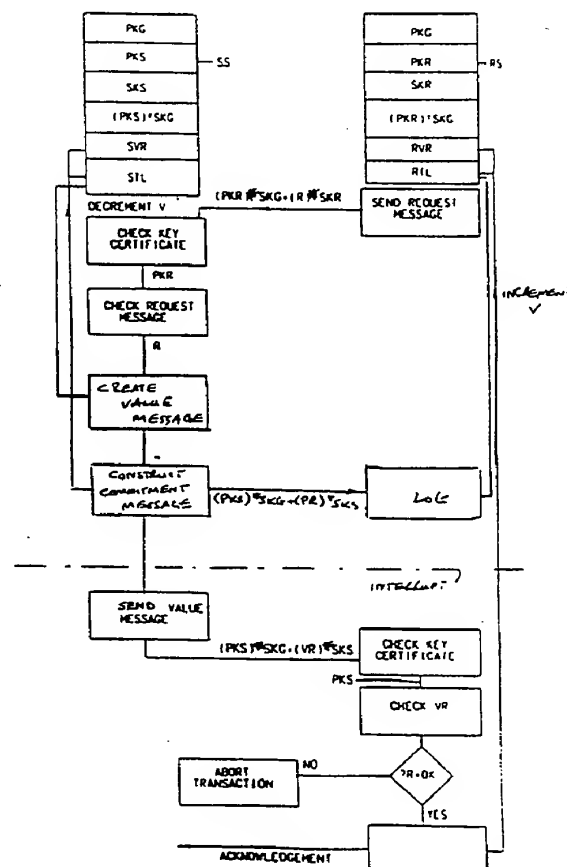 PKG
PKS
SS
SKS
(PKS)*SKG
SVR
STL
PKG
PKR
RS
SKR
(PKR)*SKG
RVR
RTL
DECREMENT V
(PKR)*SKG+(R)*SKR
SEND REQUEST
MESSAGE
CHECK KEY
CERTIFICATE
PKR
INCREMEN
V
CHECK REQUEST
MESSAGE
R
CREATE
VALUE
MESSAGE
CONSTRUCT
COMMITMENT
MESSAGE
(PKS)*SKG+(PR)*SKS
LOG
INTERRUPT
SEND VALUE
MESSAGE
(PKS)*SKG+(VR)*SKS
CHECK KEY
CERTIFICATE
PKS
CHECK VR
ABORT
TRANSACTION
NO
?R=OK
YES
ACKNOWLEDGEMENT